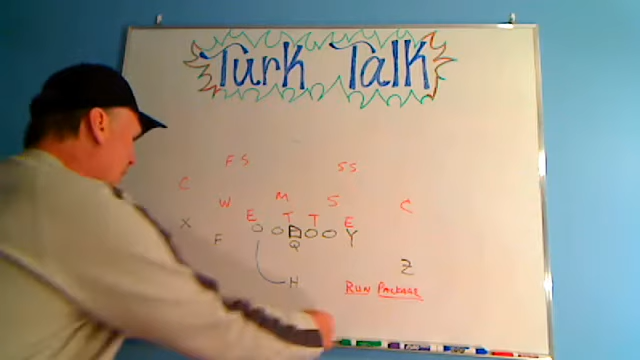 Turk Talk
FS SS
C
W M S C
E T T E
X F Y
Q
Z
H
RUN PACKAGE